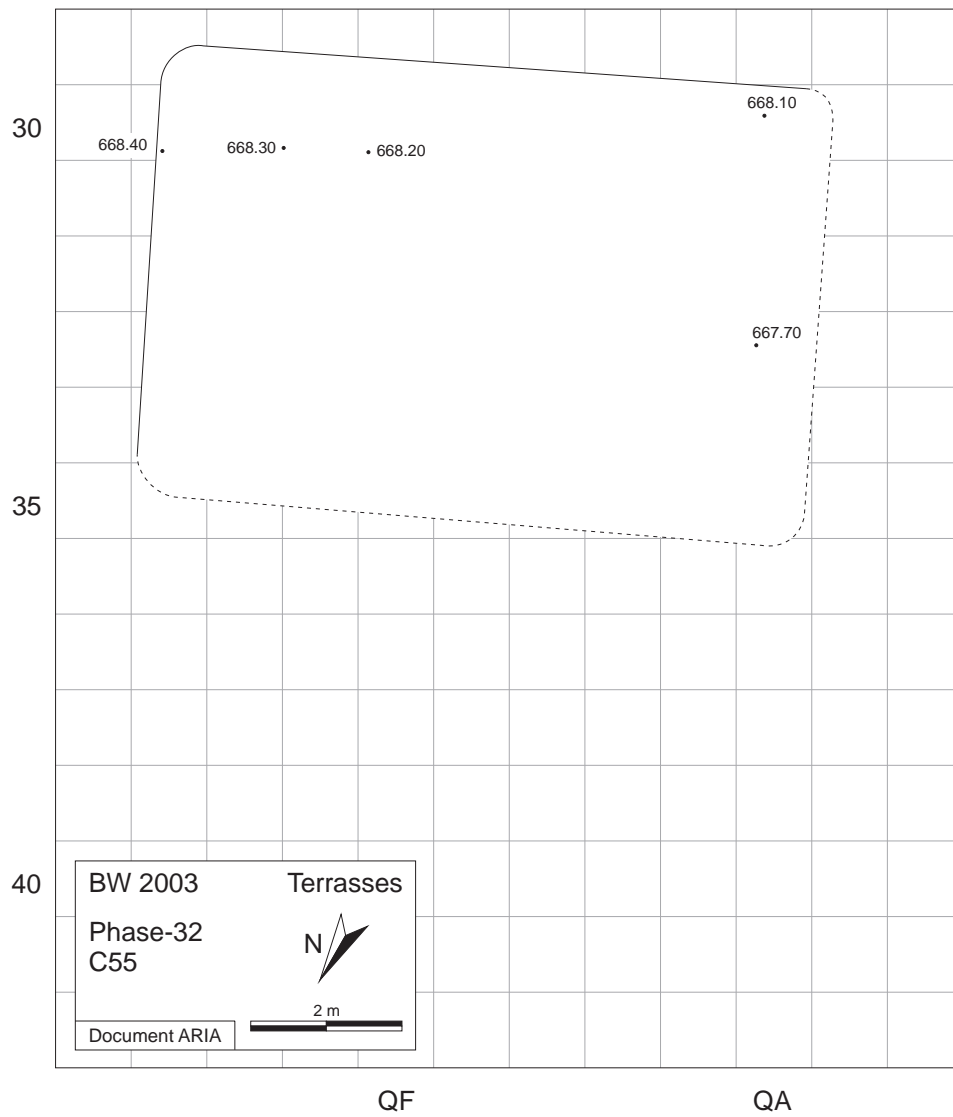 30
668.40
668.30
668.20
668.10
667.70
35
40
BW 2003 Terrasses
Phase-32
C55
N
2 m
Document ARIA
QF QA